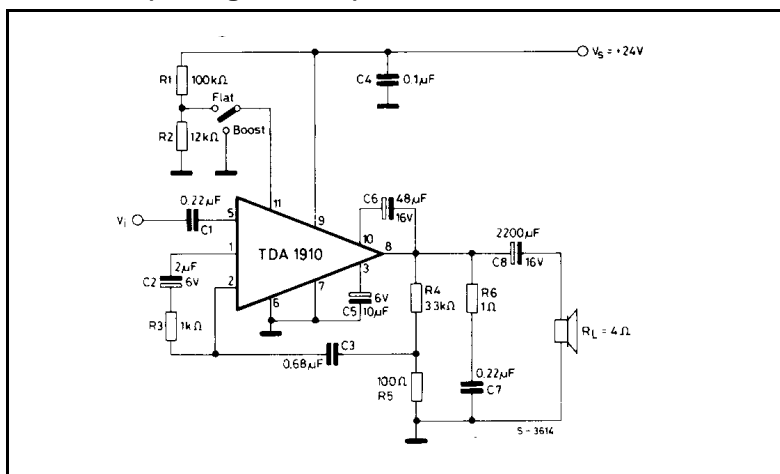 Vs = +24V
R1
100kΩ
C4
0.1µF
Flat
R2
12kΩ
Boost
0.22µF
11
C6
48µF
16V
Vi
5
C1
9
10
8
2200µF
TDA 1910
C8
16V
1
3
2µF
C2
6V
2
7
6V
R4
R6
6
C5
10µF
3.3kΩ
1Ω
R3
1kΩ
RL = 4Ω
C3
0.68µF
0.22µF
100Ω
C7
R5
S-3614